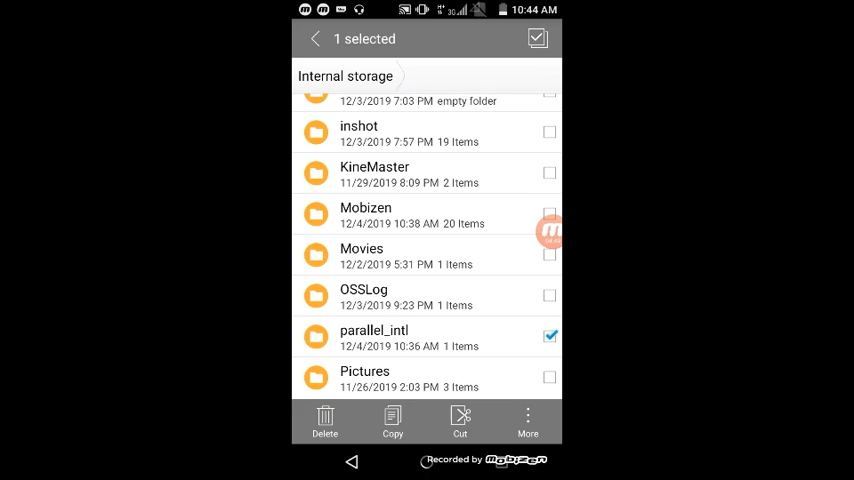 3G 10:44 AM
1 selected
Internal storage
12/3/2019 7:03 PM empty folder
inshot
12/3/2019 7:57 PM 19 Items
KineMaster
11/29/2019 8:09 PM 2 Items
Mobizen
12/4/2019 10:38 AM 20 Items
Movies
12/2/2019 5:31 PM 1 Items
OSSLog
12/3/2019 9:23 PM 1 Items
parallel_intl
12/4/2019 10:36 AM 1 Items
Pictures
11/26/2019 2:03 PM 3 Items
Delete Copy Cut More
Recorded by mobizen